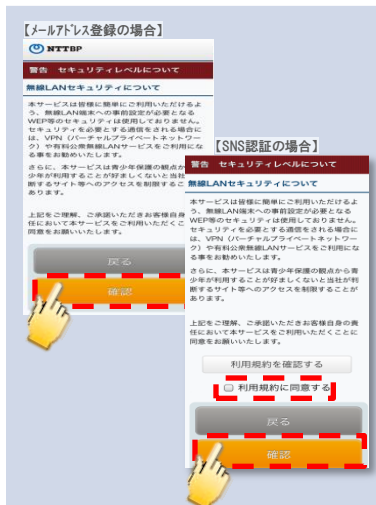 【メールアドレス登録の場合】
NTTBP
警告 セキュリティレベルについて
無線LANセキュリティについて
本サービスは皆様に簡単にご利用いただけるよ
う、無線LAN端末への事前設定が必要となる
WEP等のセキュリティは使用しておりません。
セキュリティを必要とする通信をされる場合に
は、VPN（バーチャルプライベートネットワー
ク）や有料公衆無線LANサービスをご利用にな
る事をお勧めいたします。
さらに、本サービスは青少年保護の観点か
少年が利用することが好ましくないと当社
断するサイト等へのアクセスを制限するこ
あります。
上記をご理解、ご承諾いただきお客様自身
任において本サービスをご利用いただくこ
同意をお願いいたします。
戻る
確認
【SNS認証の場合】
警告 セキュリティレベルについて
無線LANセキュリティについて
本サービスは皆様に簡単にご利用いただけるよ
う、無線LAN端末への事前設定が必要となる
WEP等のセキュリティは使用しておりません。
セキュリティを必要とする通信をされる場合に
は、VPN（バーチャルプライベートネットワー
ク）や有料公衆無線LANサービスをご利用にな
る事をお勧めいたします。
さらに、本サービスは青少年保護の観点から青
少年が利用することが好ましくないと当社が判
断するサイト等へのアクセスを制限することが
あります。
上記をご理解、ご承諾いただきお客様自身の責
任において本サービスをご利用いただくことに
同意をお願いいたします。
利用規約を確認する
利用規約に同意する
戻る
確認